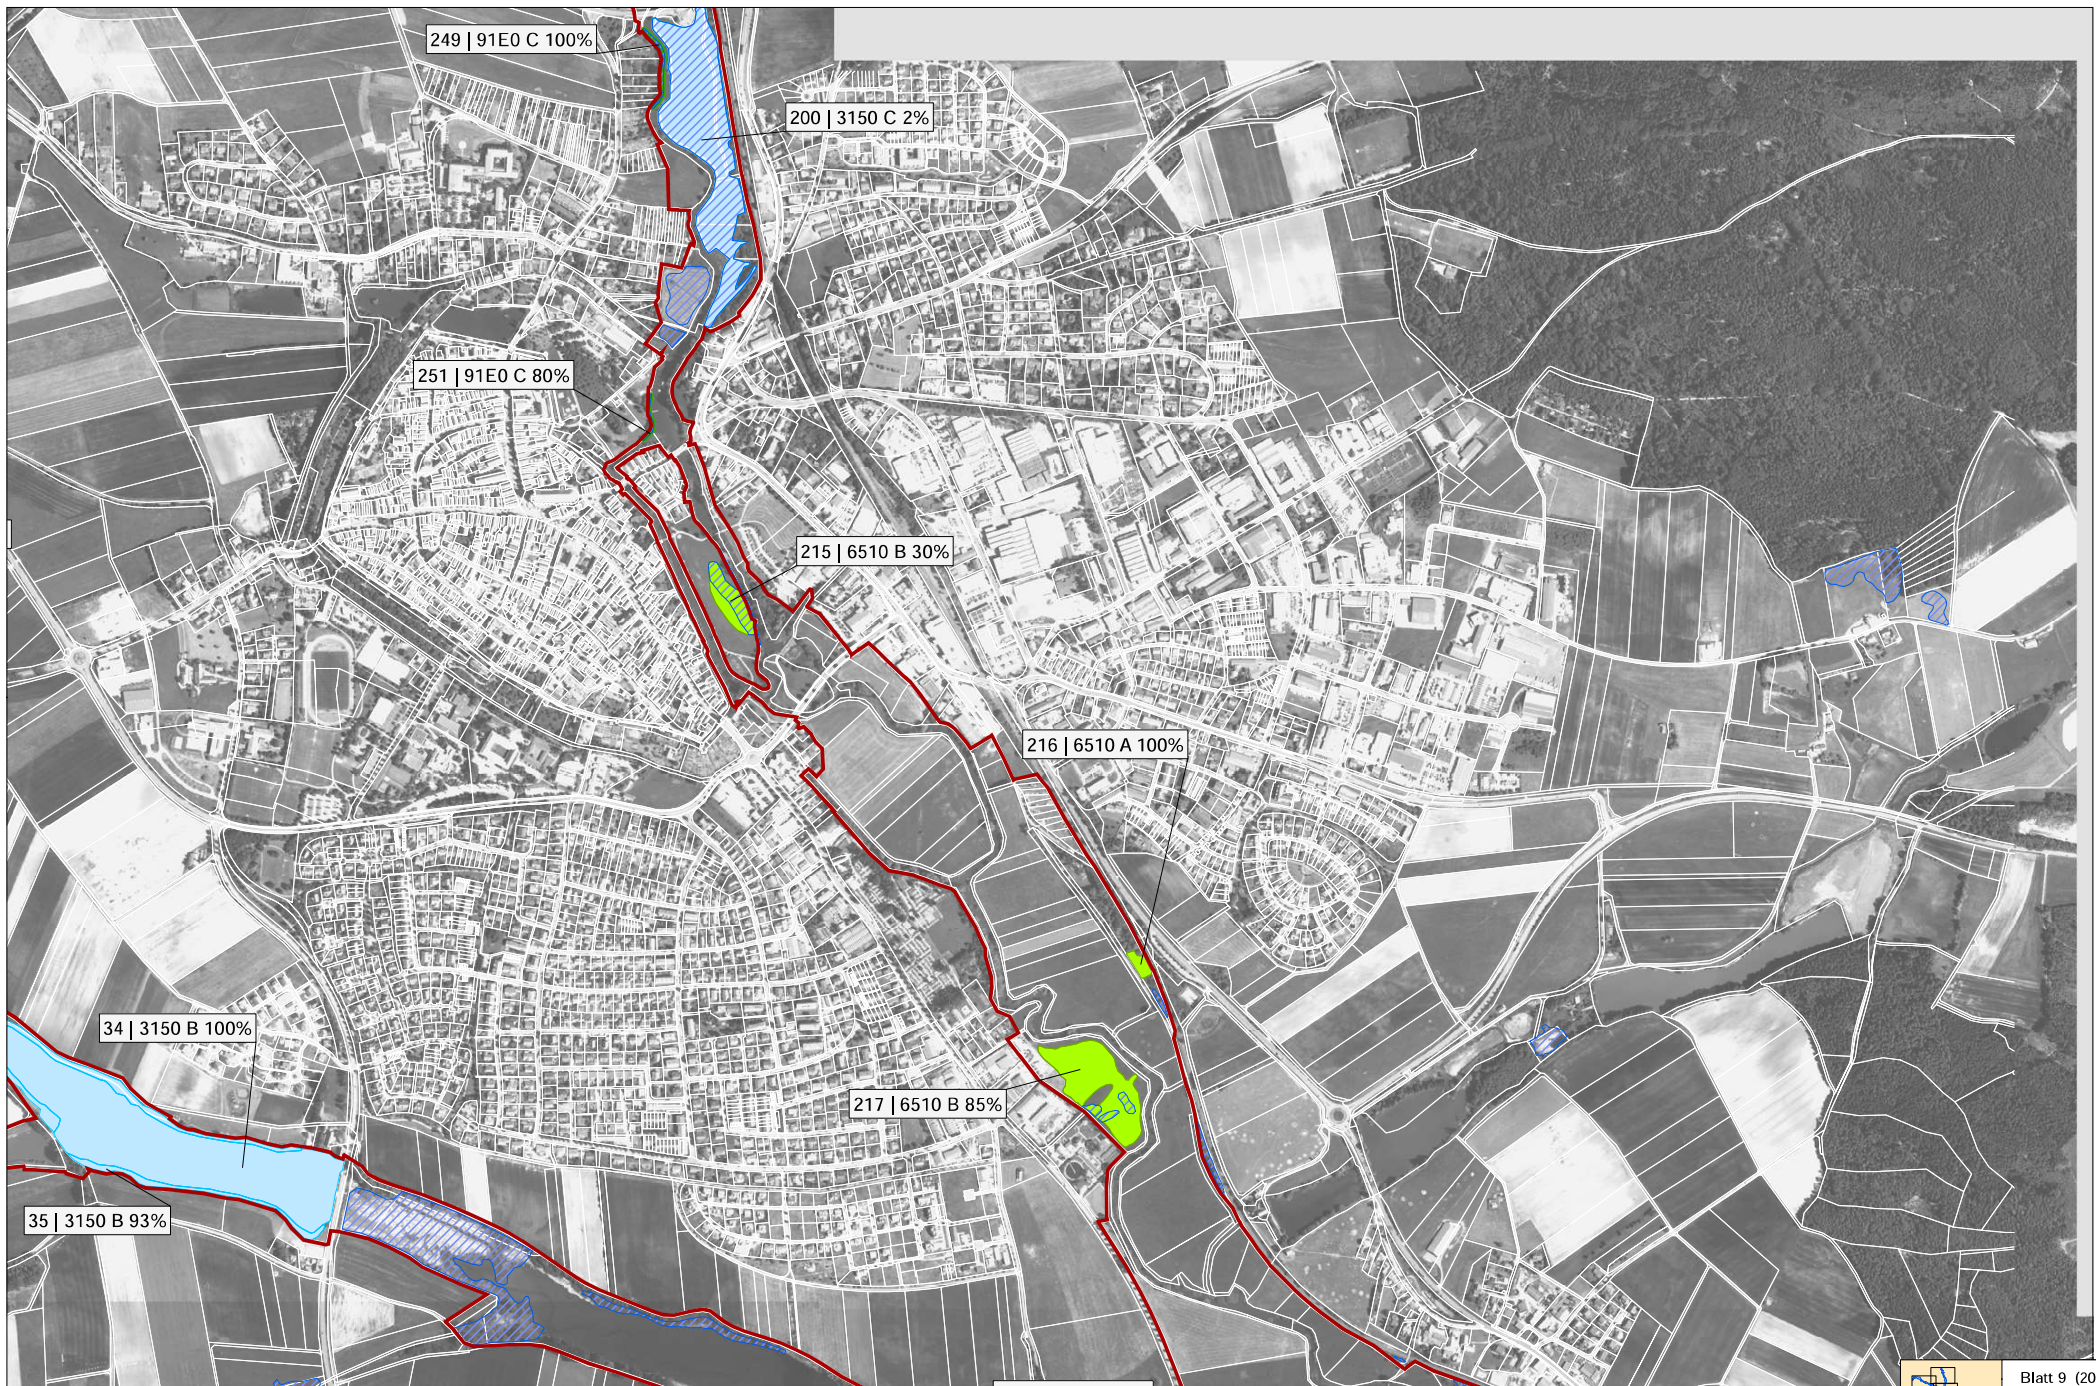 249 | 91E0 C 100%
200 | 3150 C 2%
251 | 91E0 C 80%
215 | 6510 B 30%
216 | 6510 A 100%
34 | 3150 B 100%
217 | 6510 B 85%
35 | 3150 B 93%
Blatt 9 (20